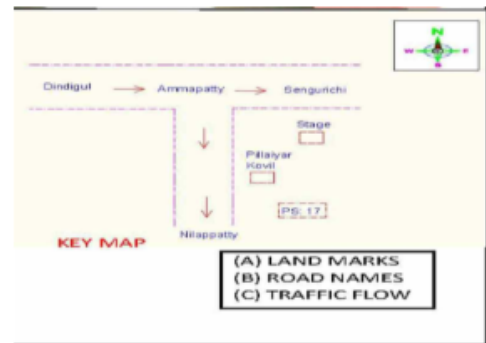 N
W E
S
Dindigul Ammapatty Sengurichi
Stage
Pillaiyar
Kovil
PS: 17
Nilappatty
KEY MAP
(A) LAND MARKS
(B) ROAD NAMES
(C) TRAFFIC FLOW